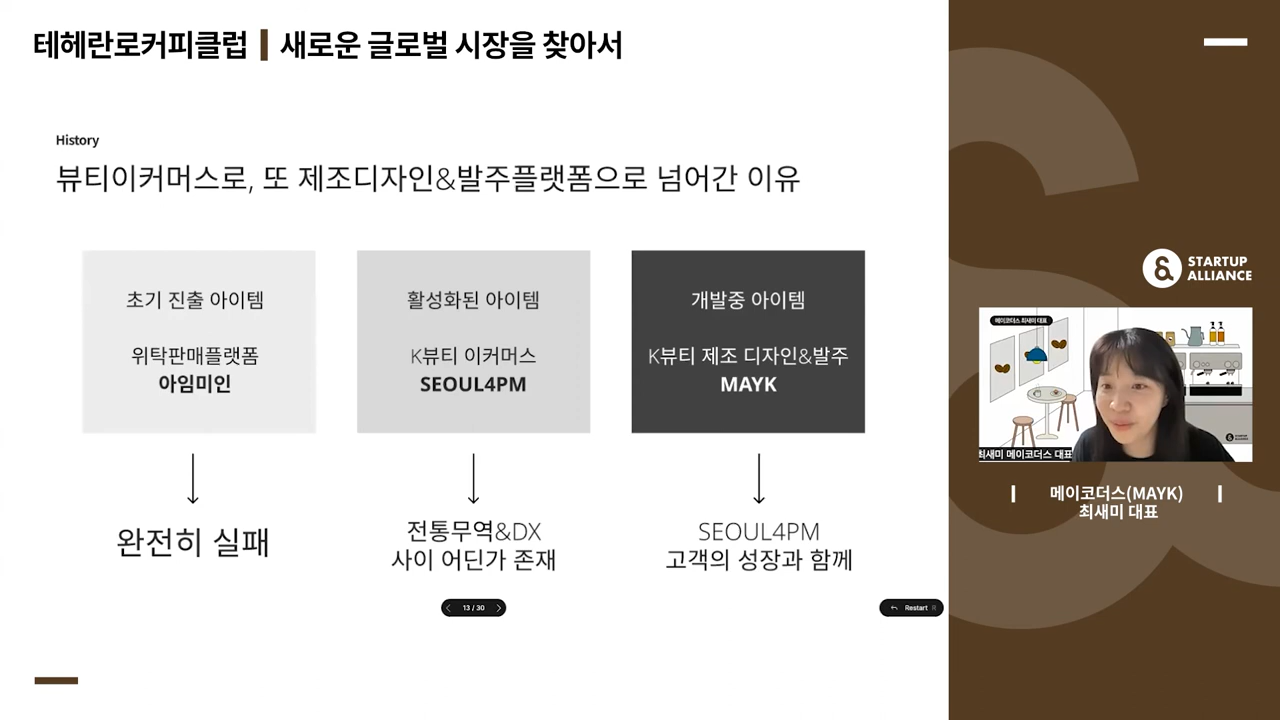 테헤란로커피클럽 | 새로운 글로벌 시장을 찾아서
History
뷰티이커머스로, 또 제조디자인&발주플랫폼으로 넘어간 이유
초기 진출 아이템
위탁판매플랫폼
아임미인
완전히 실패
활성화된 아이템
K뷰티 이커머스
SEOUL4PM
전통무역&DX
사이 어딘가 존재
개발중 아이템
K뷰티 제조 디자인&발주
MAYK
SEOUL4PM
고객의 성장과 함께
13 / 30
Restart R
STARTUP
ALLIANCE
메이코더스 최새미 대표
최새미 메이코더스 대표
메이코더스(MAYK)
최새미 대표